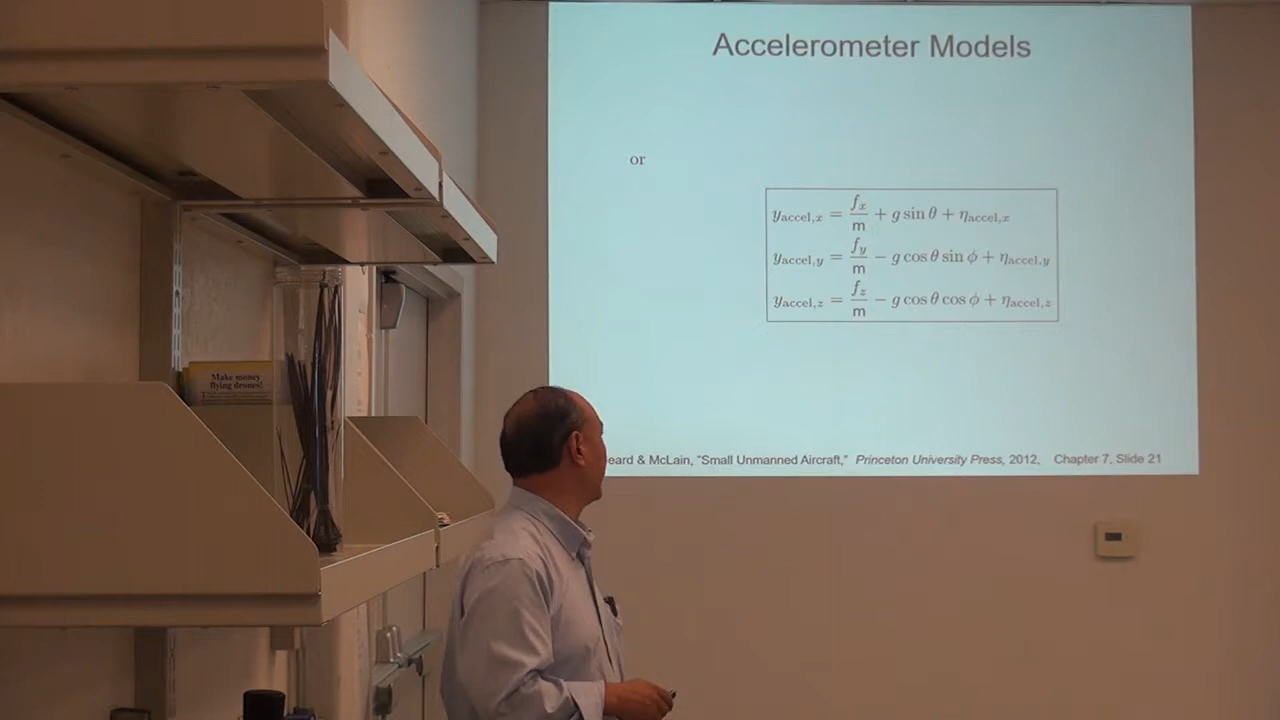 Accelerometer Models
or
y_accel,x = f_x/m + g sin θ + η_accel,x
y_accel,y = f_y/m − g cos θ sin ϕ + η_accel,y
y_accel,z = f_z/m − g cos θ cos ϕ + η_accel,z
Make money
flying drones!
eard & McLain, "Small Unmanned Aircraft," Princeton University Press, 2012, Chapter 7, Slide 21